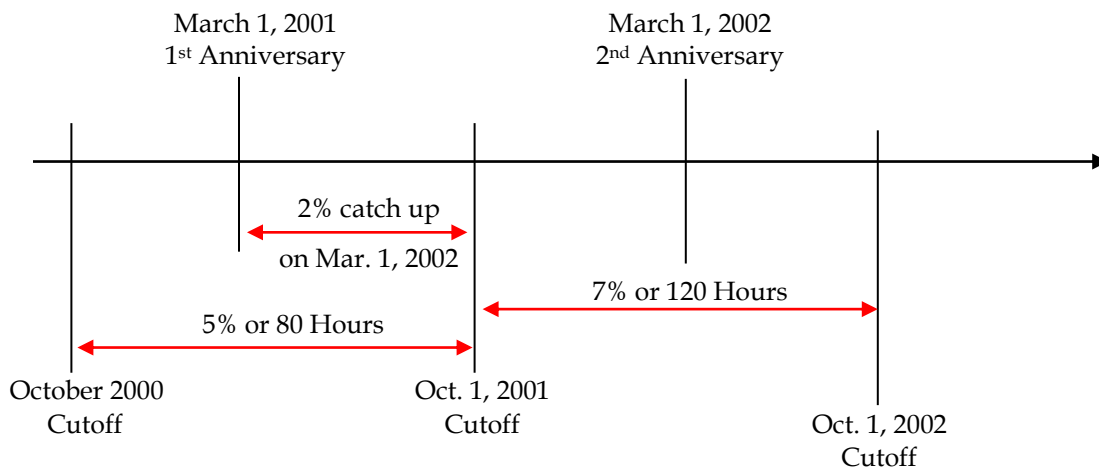 March 1, 2001
1st Anniversary
March 1, 2002
2nd Anniversary
2% catch up
on Mar. 1, 2002
7% or 120 Hours
5% or 80 Hours
October 2000
Cutoff
Oct. 1, 2001
Cutoff
Oct. 1, 2002
Cutoff